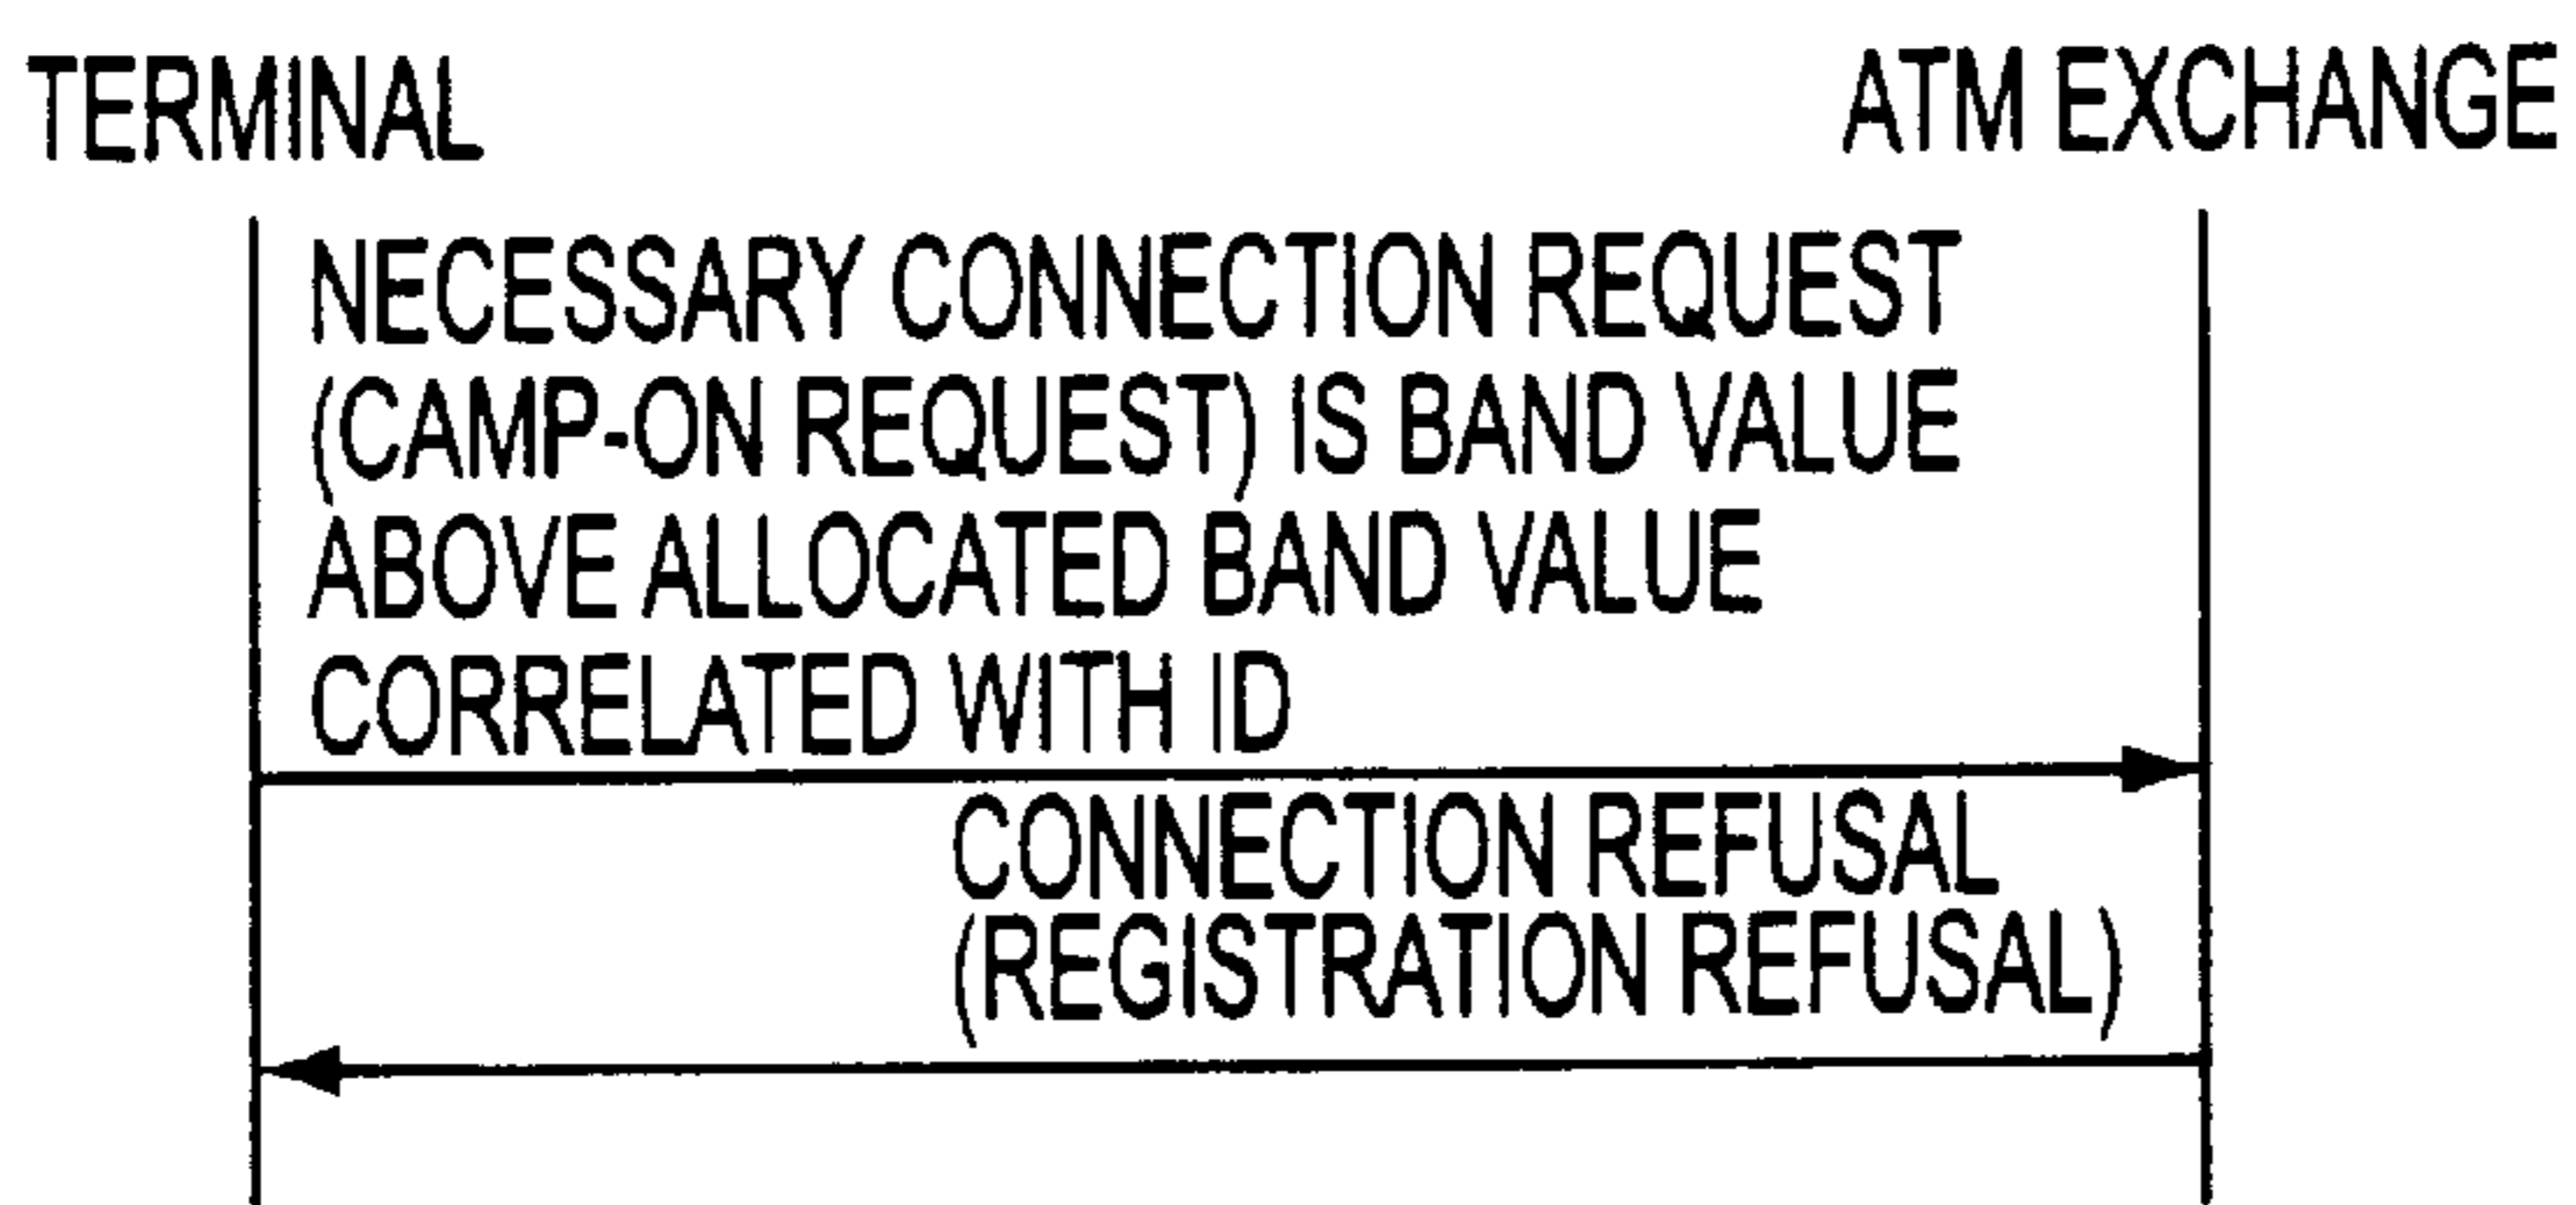 TERMINAL
ATM EXCHANGE
NECESSARY CONNECTION REQUEST
(CAMP-ON REQUEST) IS BAND VALUE
ABOVE ALLOCATED BAND VALUE
CORRELATED WITH ID
CONNECTION REFUSAL
(REGISTRATION REFUSAL)